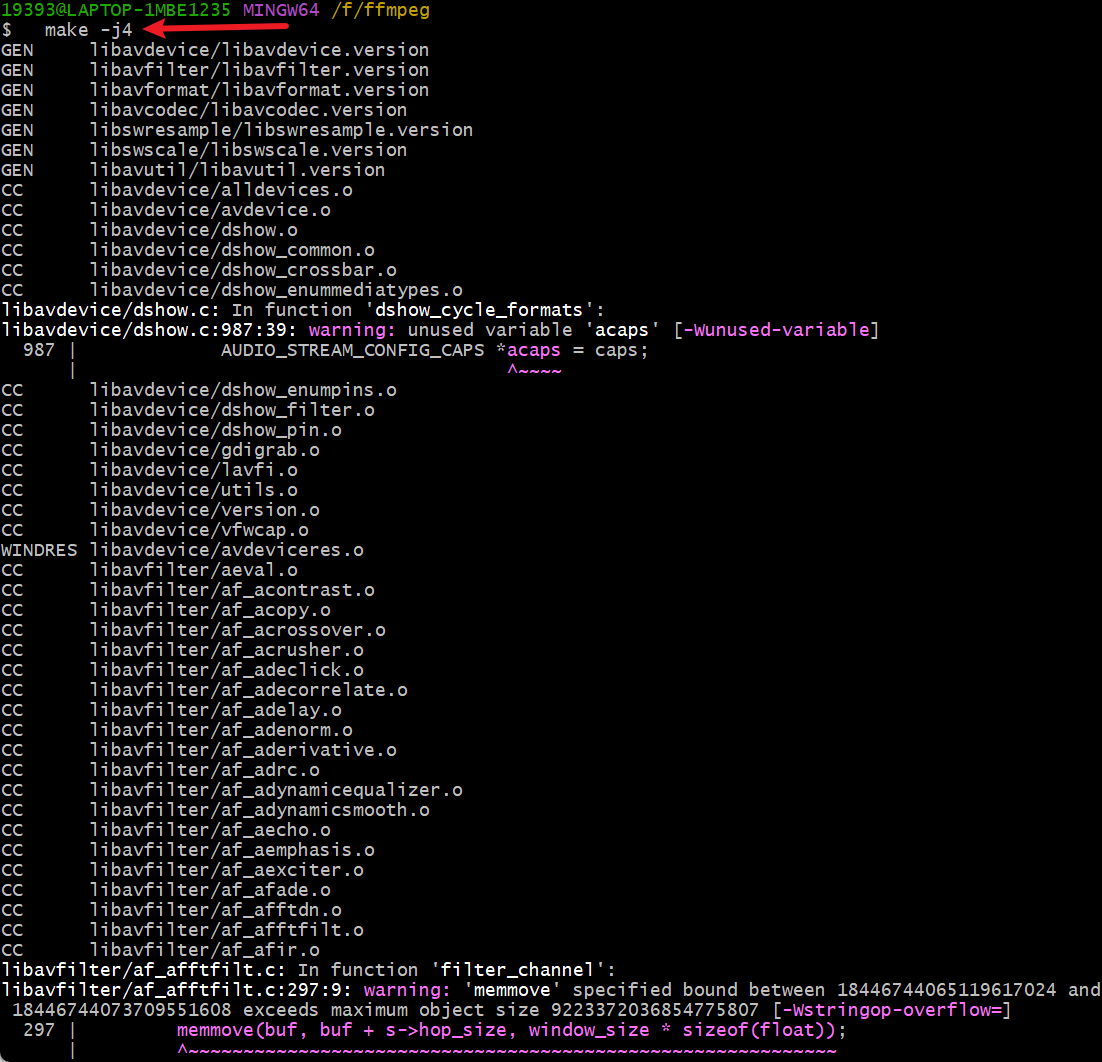 19393@LAPTOP-1MBE1235 MINGW64 /f/ffmpeg
$ make -j4
GEN libavdevice/libavdevice.version
GEN libavfilter/libavfilter.version
GEN libavformat/libavformat.version
GEN libavcodec/libavcodec.version
GEN libswresample/libswresample.version
GEN libswscale/libswscale.version
GEN libavutil/libavutil.version
CC libavdevice/alldevices.o
CC libavdevice/avdevice.o
CC libavdevice/dshow.o
CC libavdevice/dshow_common.o
CC libavdevice/dshow_crossbar.o
CC libavdevice/dshow_enummediatypes.o
libavdevice/dshow.c: In function 'dshow_cycle_formats':
libavdevice/dshow.c:987:39: warning: unused variable 'acaps' [-Wunused-variable]
987 | AUDIO_STREAM_CONFIG_CAPS *acaps = caps;
| ^~~~~
CC libavdevice/dshow_enumpins.o
CC libavdevice/dshow_filter.o
CC libavdevice/dshow_pin.o
CC libavdevice/gdigrab.o
CC libavdevice/lavfi.o
CC libavdevice/utils.o
CC libavdevice/version.o
CC libavdevice/vfwcap.o
WINDRES libavdevice/avdeviceres.o
CC libavfilter/aeval.o
CC libavfilter/af_acontrast.o
CC libavfilter/af_acopy.o
CC libavfilter/af_acrossover.o
CC libavfilter/af_acrusher.o
CC libavfilter/af_adeclick.o
CC libavfilter/af_adecorrelate.o
CC libavfilter/af_adelay.o
CC libavfilter/af_adenorm.o
CC libavfilter/af_aderivative.o
CC libavfilter/af_adrc.o
CC libavfilter/af_adynamicequalizer.o
CC libavfilter/af_adynamicsmooth.o
CC libavfilter/af_aecho.o
CC libavfilter/af_aemphasis.o
CC libavfilter/af_aexciter.o
CC libavfilter/af_afade.o
CC libavfilter/af_afftdn.o
CC libavfilter/af_afftfilt.o
CC libavfilter/af_afir.o
libavfilter/af_afftfilt.c: In function 'filter_channel':
libavfilter/af_afftfilt.c:297:9: warning: 'memmove' specified bound between 18446744065119617024 and
18446744073709551608 exceeds maximum object size 9223372036854775807 [-Wstringop-overflow=]
297 | memmove(buf, buf + s->hop_size, window_size * sizeof(float));
| ^~~~~~~~~~~~~~~~~~~~~~~~~~~~~~~~~~~~~~~~~~~~~~~~~~~~~~~~~~~~